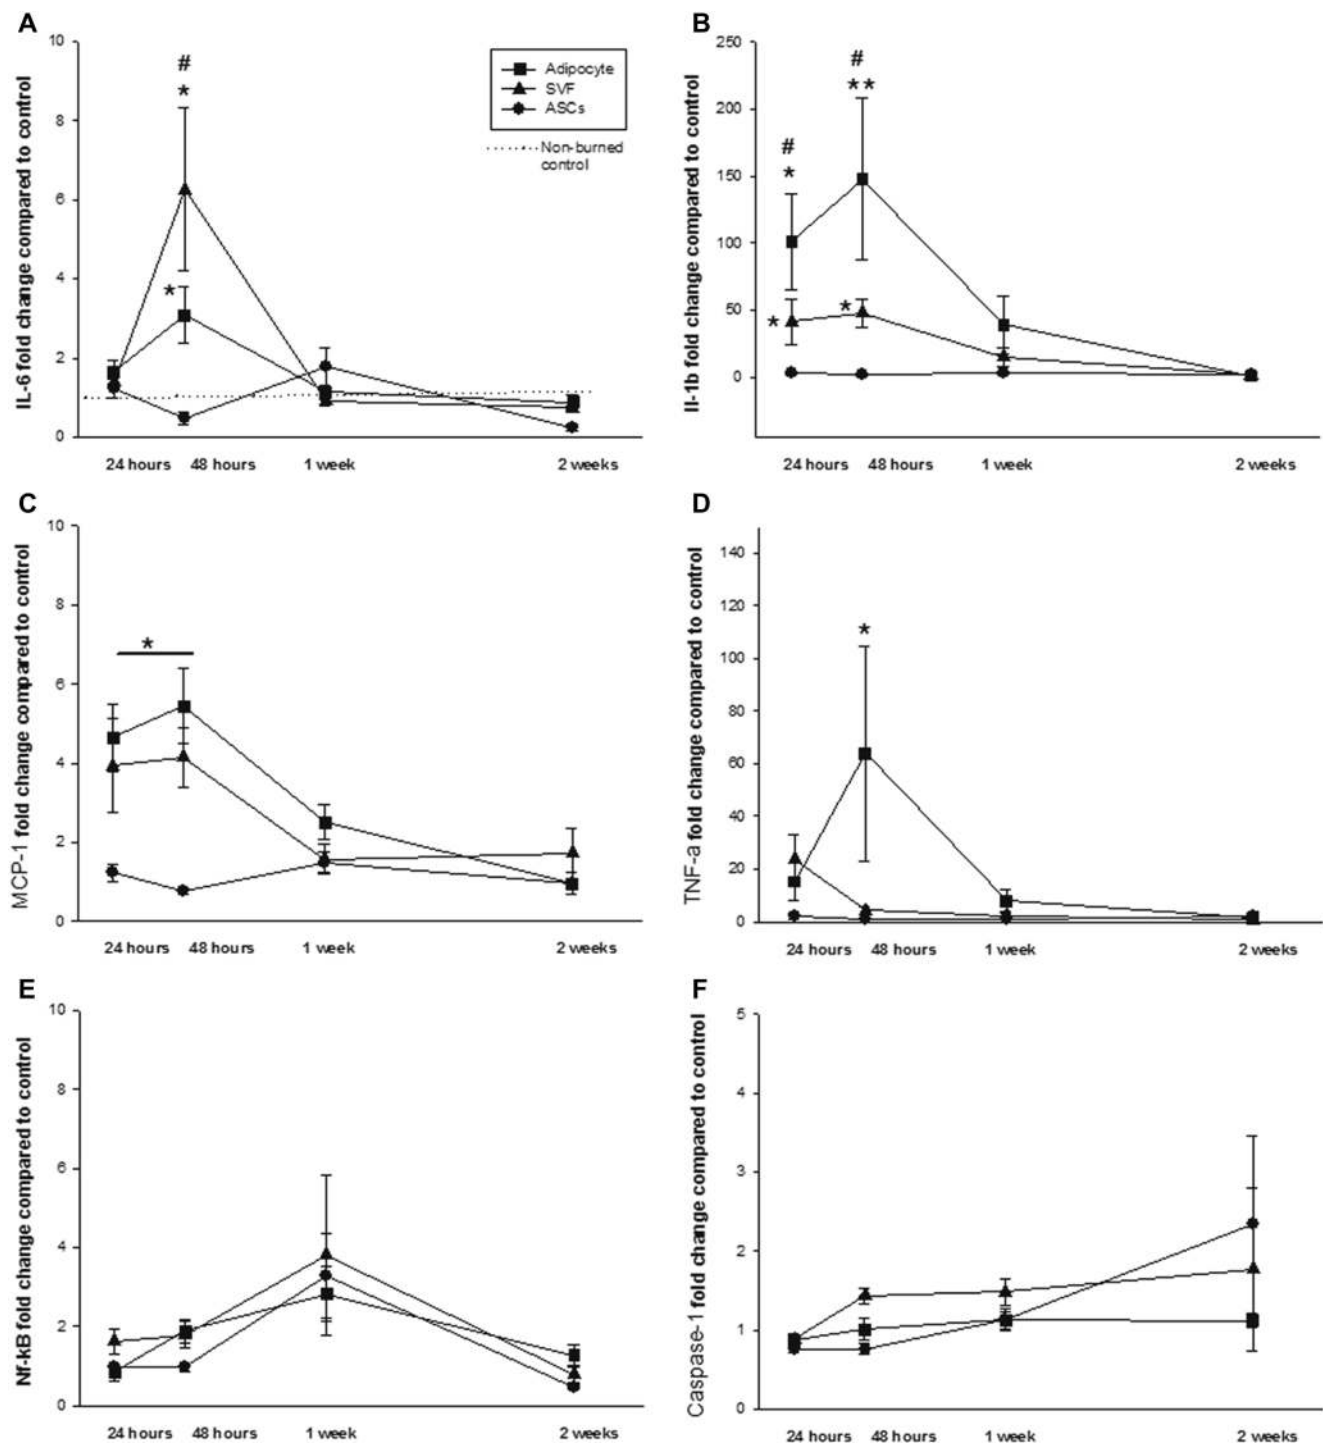 A
IL-6 fold change compared to control
10
8
6
4
2
0
#
*
*
Adipocyte
SVF
ASCs
Non-burned
control
24 hours 48 hours 1 week 2 weeks
B
Il-1b fold change compared to control
250
200
150
100
50
0
#
**
#
*
*
*
24 hours 48 hours 1 week 2 weeks
C
MCP-1 fold change compared to control
10
8
6
4
2
0
*
24 hours 48 hours 1 week 2 weeks
D
TNF-a fold change compared to control
140
120
100
80
60
40
20
0
*
24 hours 48 hours 1 week 2 weeks
E
Nf-kB fold change compared to control
10
8
6
4
2
0
24 hours 48 hours 1 week 2 weeks
F
Caspase-1 fold change compared to control
5
4
3
2
1
0
24 hours 48 hours 1 week 2 weeks